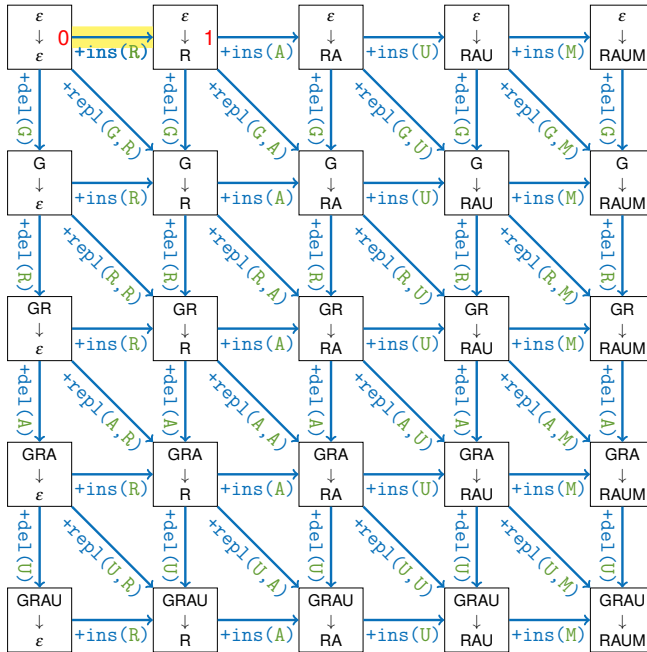 ε ε ε ε ε
↓ 0 ↓ 1 ↓ ↓ ↓
ε +ins(R) R +ins(A) RA +ins(U) RAU +ins(M) RAUM
+del(G) +repl(G,R) +del(G) +repl(G,A) +del(G) +repl(G,U) +del(G) +repl(G,M) +del(G)
G G G G G
↓ ↓ ↓ ↓ ↓
ε +ins(R) R +ins(A) RA +ins(U) RAU +ins(M) RAUM
+del(R) +repl(R,R) +del(R) +repl(R,A) +del(R) +repl(R,U) +del(R) +repl(R,M) +del(R)
GR GR GR GR GR
↓ ↓ ↓ ↓ ↓
ε +ins(R) R +ins(A) RA +ins(U) RAU +ins(M) RAUM
+del(A) +repl(A,R) +del(A) +repl(A,A) +del(A) +repl(A,U) +del(A) +repl(A,M) +del(A)
GRA GRA GRA GRA GRA
↓ ↓ ↓ ↓ ↓
ε +ins(R) R +ins(A) RA +ins(U) RAU +ins(M) RAUM
+del(U) +repl(U,R) +del(U) +repl(U,A) +del(U) +repl(U,U) +del(U) +repl(U,M) +del(U)
GRAU GRAU GRAU GRAU GRAU
↓ ↓ ↓ ↓ ↓
ε +ins(R) R +ins(A) RA +ins(U) RAU +ins(M) RAUM